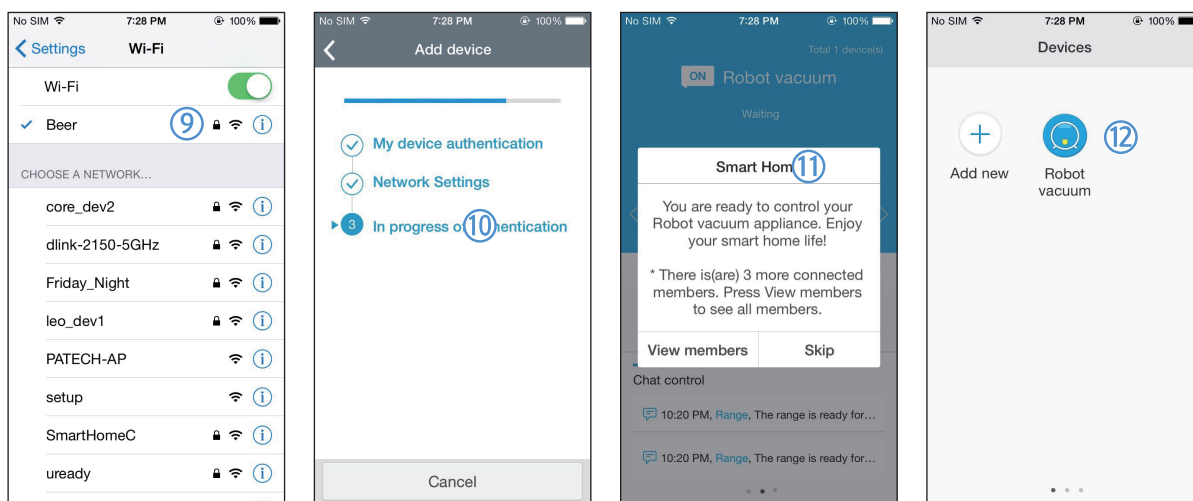 No SIM 7:28 PM 100%
Settings Wi-Fi
Wi-Fi
Beer ⑨
CHOOSE A NETWORK...
core_dev2
dlink-2150-5GHz
Friday_Night
leo_dev1
PATECH-AP
setup
SmartHomeC
uready
No SIM 7:28 PM 100%
Add device
My device authentication
Network Settings
3 In progress o⑩hentication
Cancel
No SIM 7:28 PM 100%
Total 1 device(s)
ON Robot vacuum
Waiting
Smart Hom⑪
You are ready to control your
Robot vacuum appliance. Enjoy
your smart home life!
* There is(are) 3 more connected
members. Press View members
to see all members.
View members Skip
Chat control
10:20 PM, Range, The range is ready for...
10:20 PM, Range, The range is ready for...
No SIM 7:28 PM 100%
Devices
⑫
Add new
Robot
vacuum